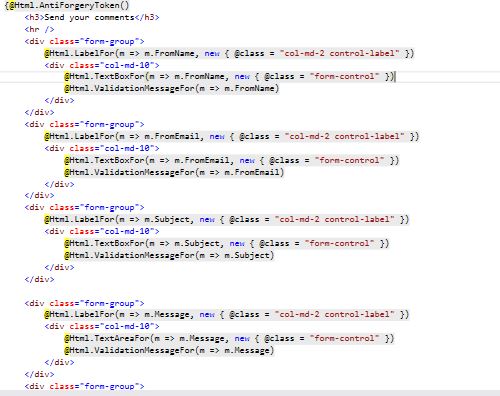 {@Html.AntiForgeryToken()
<h3>Send your comments</h3>
<hr />
<div class="form-group">
@Html.LabelFor(m => m.FromName, new { @class = "col-md-2 control-label" })
<div class="col-md-10">
@Html.TextBoxFor(m => m.FromName, new { @class = "form-control" })
@Html.ValidationMessageFor(m => m.FromName)
</div>
</div>
<div class="form-group">
@Html.LabelFor(m => m.FromEmail, new { @class = "col-md-2 control-label" })
<div class="col-md-10">
@Html.TextBoxFor(m => m.FromEmail, new { @class = "form-control" })
@Html.ValidationMessageFor(m => m.FromEmail)
</div>
</div>
<div class="form-group">
@Html.LabelFor(m => m.Subject, new { @class = "col-md-2 control-label" })
<div class="col-md-10">
@Html.TextBoxFor(m => m.Subject, new { @class = "form-control" })
@Html.ValidationMessageFor(m => m.Subject)
</div>
</div>
<div class="form-group">
@Html.LabelFor(m => m.Message, new { @class = "col-md-2 control-label" })
<div class="col-md-10">
@Html.TextAreaFor(m => m.Message, new { @class = "form-control" })
@Html.ValidationMessageFor(m => m.Message)
</div>
</div>
<div class="form-group">